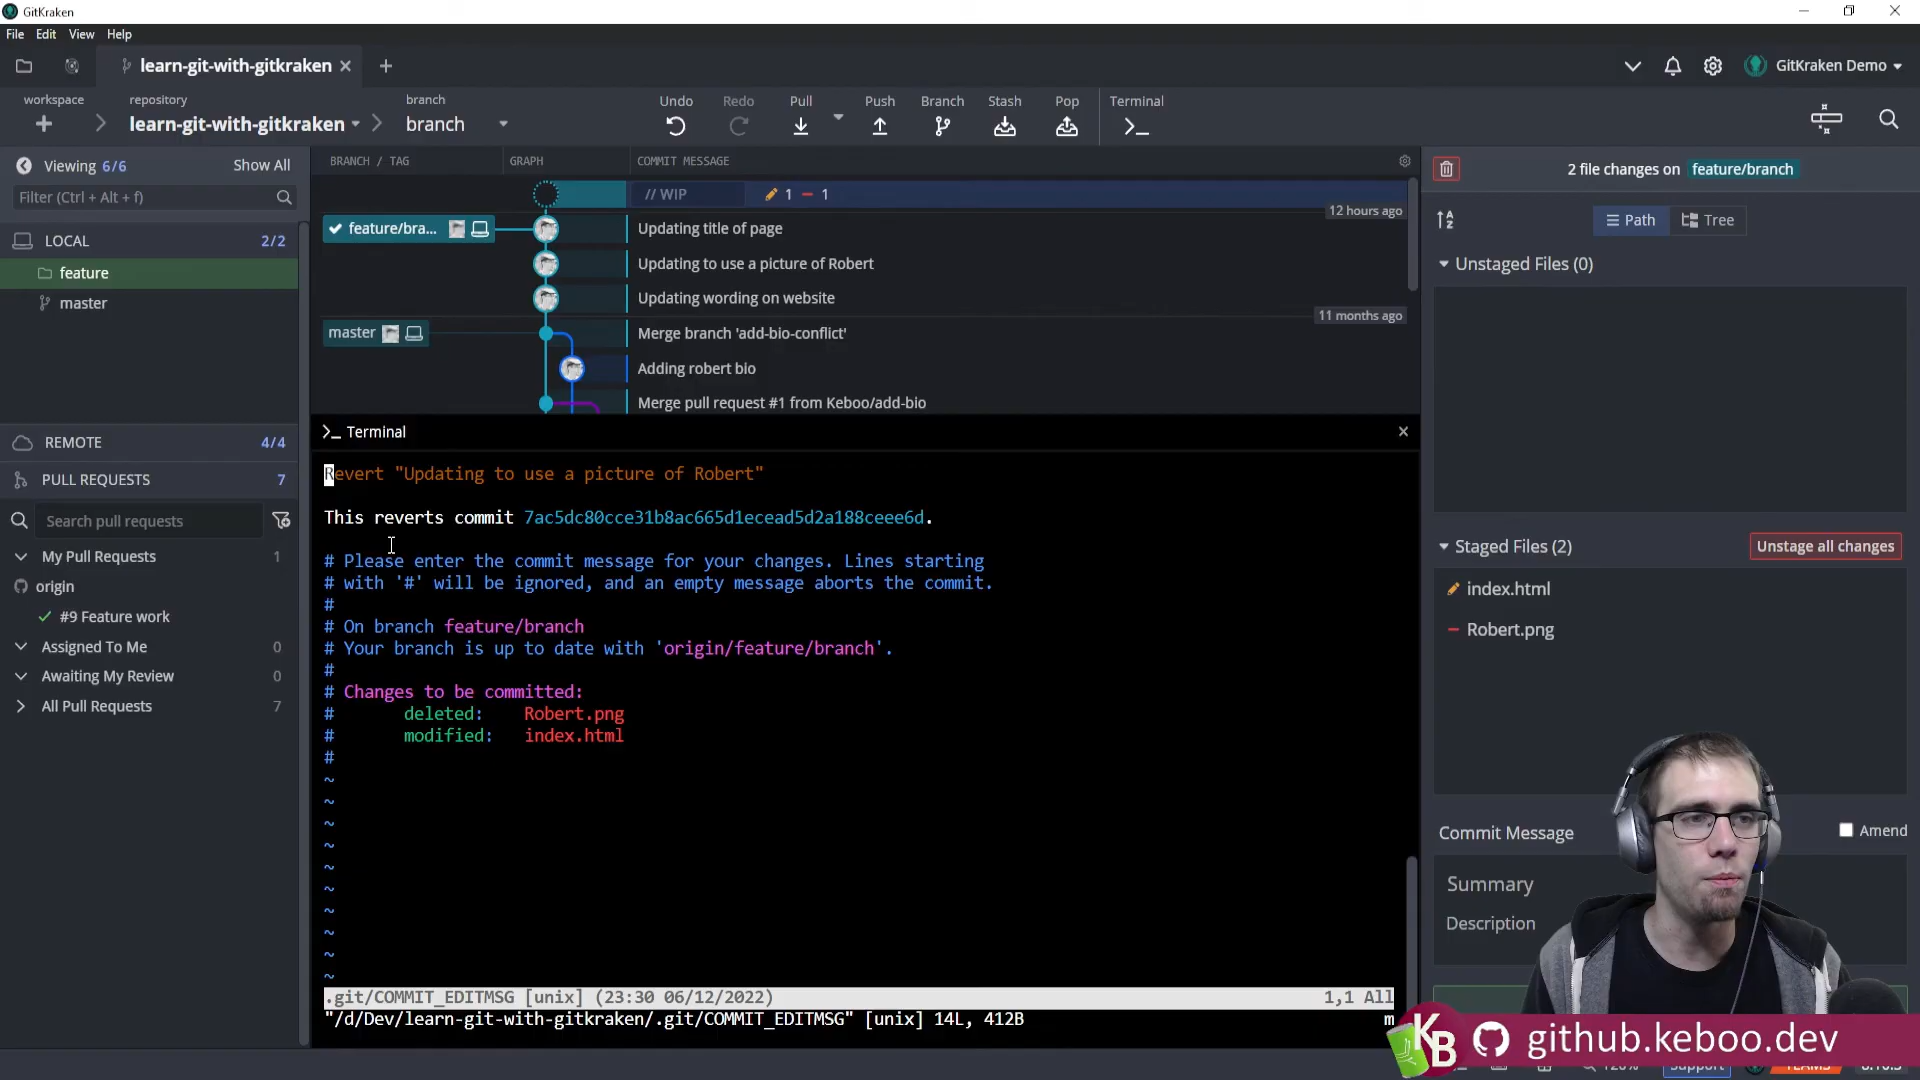 GitKraken
File Edit View Help
learn-git-with-gitkraken
GitKraken Demo
workspace
repository
learn-git-with-gitkraken
branch
branch
Undo
Redo
Pull
Push
Branch
Stash
Pop
Terminal
Viewing 6/6
Show All
Filter (Ctrl + Alt + f)
LOCAL 2/2
feature
master
REMOTE 4/4
PULL REQUESTS 7
Search pull requests
My Pull Requests 1
origin
#9 Feature work
Assigned To Me 0
Awaiting My Review 0
All Pull Requests 7
BRANCH / TAG
GRAPH
COMMIT MESSAGE
// WIP 1 1
12 hours ago
feature/bra... Updating title of page
Updating to use a picture of Robert
Updating wording on website
11 months ago
master Merge branch 'add-bio-conflict'
Adding robert bio
Merge pull request #1 from Keboo/add-bio
Terminal
Revert "Updating to use a picture of Robert"
This reverts commit 7ac5dc80cce31b8ac665d1ecead5d2a188ceee6d.
# Please enter the commit message for your changes. Lines starting
# with '#' will be ignored, and an empty message aborts the commit.
#
# On branch feature/branch
# Your branch is up to date with 'origin/feature/branch'.
#
# Changes to be committed:
# deleted: Robert.png
# modified: index.html
#
~
~
~
~
~
~
~
~
~
~
.git/COMMIT_EDITMSG [unix] (23:30 06/12/2022) 1,1 All
"/d/Dev/learn-git-with-gitkraken/.git/COMMIT_EDITMSG" [unix] 14L, 412B
2 file changes on feature/branch
Path
Tree
Unstaged Files (0)
Staged Files (2)
Unstage all changes
index.html
Robert.png
Commit Message
Amend
Summary
Description
KB
github.keboo.dev